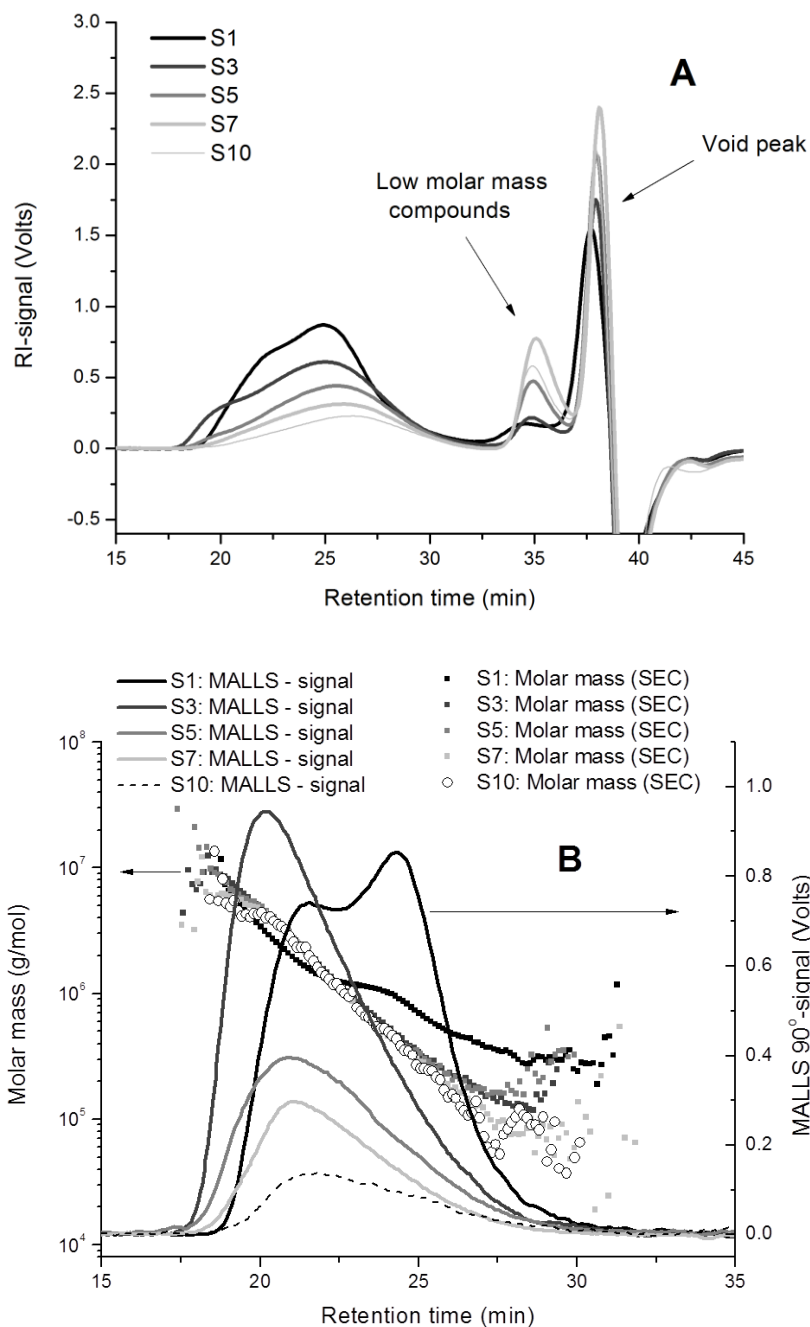 S1
S3
S5
S7
S10
A
Void peak
Low molar mass
compounds
RI-signal (Volts)
3.0
2.5
2.0
1.5
1.0
0.5
0.0
-0.5
15 20 25 30 35 40 45
Retention time (min)
S1: MALLS - signal
S3: MALLS - signal
S5: MALLS - signal
S7: MALLS - signal
S10: MALLS - signal
S1: Molar mass (SEC)
S3: Molar mass (SEC)
S5: Molar mass (SEC)
S7: Molar mass (SEC)
S10: Molar mass (SEC)
B
Molar mass (g/mol)
10⁸
10⁷
10⁶
10⁵
10⁴
1.0
0.8
0.6
0.4
0.2
0.0
MALLS 90°-signal (Volts)
15 20 25 30 35
Retention time (min)